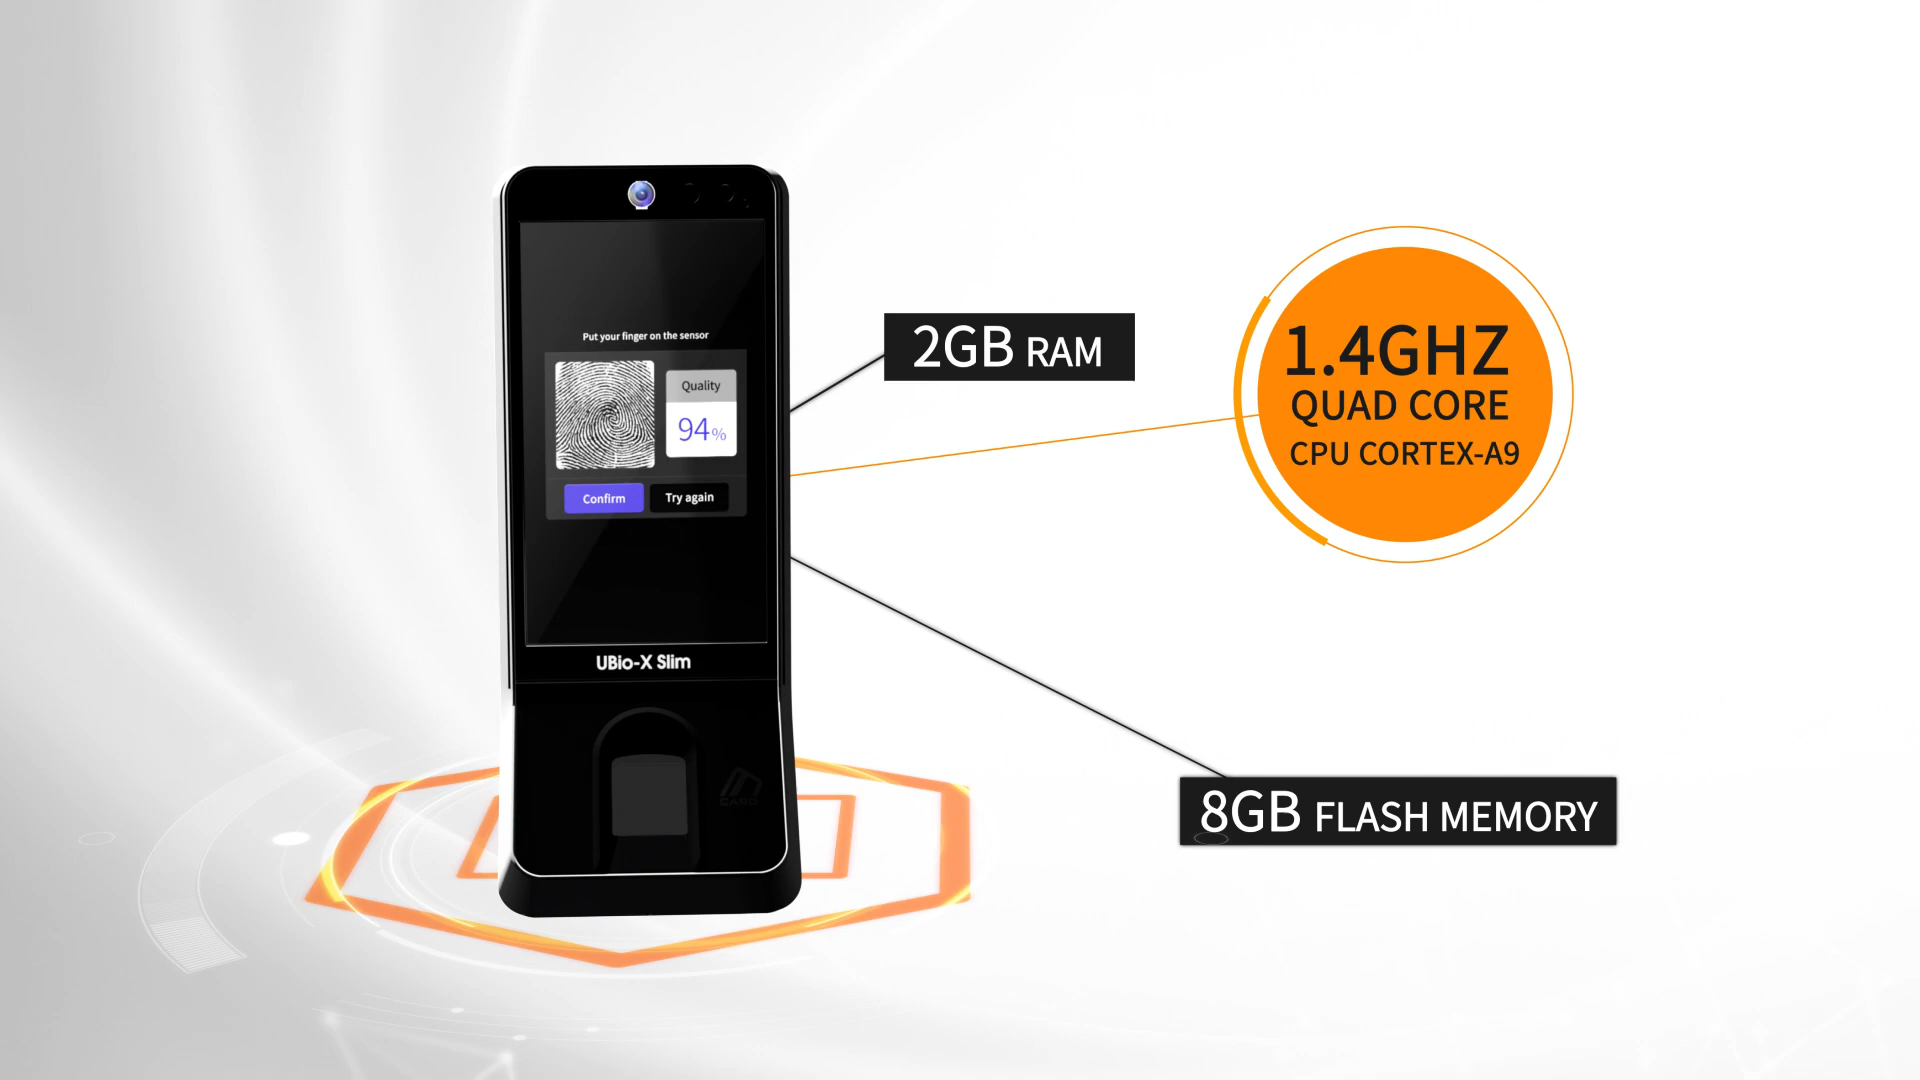 Put your finger on the sensor
Quality
94%
Confirm
Try again
UBio-X Slim
CARD
2GB RAM
1.4GHZ
QUAD CORE
CPU CORTEX-A9
8GB FLASH MEMORY